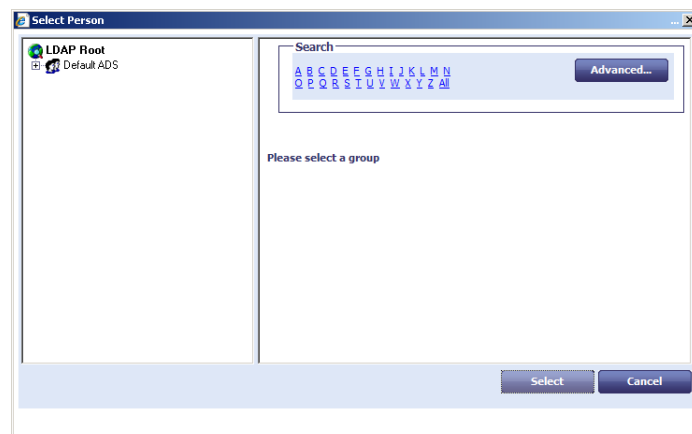 Select Person
...
LDAP Root
Default ADS
Search
A B C D E F G H I J K L M N
O P Q R S T U V W X Y Z All
Advanced...
Please select a group
Select
Cancel